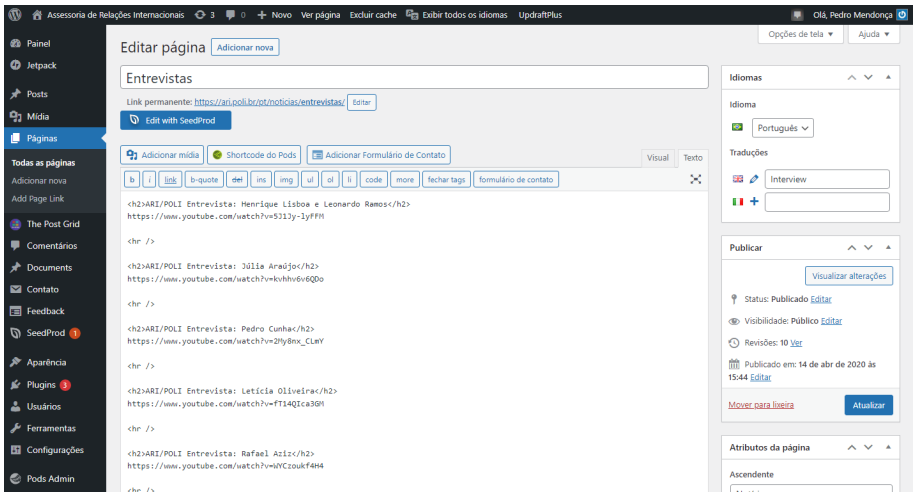 Assessoria de Relações Internacionais 3 0 + Novo Ver página Excluir cache Exibir todos os idiomas UpdraftPlus Olá, Pedro Mendonça
Opções de tela ▼ Ajuda ▼
Painel
Jetpack
Posts
Mídia
Páginas
Todas as páginas
Adicionar nova
Add Page Link
The Post Grid
Comentários
Documents
Contato
Feedback
SeedProd 1
Aparência
Plugins 3
Usuários
Ferramentas
Configurações
Pods Admin
Editar página Adicionar nova
Entrevistas
Link permanente: https://ari.poli.br/pt/noticias/entrevistas/ Editar
Edit with SeedProd
Adicionar mídia Shortcode do Pods Adicionar Formulário de Contato Visual Texto
b i link b-quote del ins img ul ol li code more fechar tags formulário de contato
<h2>ARI/POLI Entrevista: Henrique Lisboa e Leonardo Ramos</h2>
https://www.youtube.com/watch?v=5J1Jy-lyFFM
<hr />
<h2>ARI/POLI Entrevista: Júlia Araújo</h2>
https://www.youtube.com/watch?v=kvhhv6v6QDo
<hr />
<h2>ARI/POLI Entrevista: Pedro Cunha</h2>
https://www.youtube.com/watch?v=2My8nx_CLmY
<hr />
<h2>ARI/POLI Entrevista: Letícia Oliveira</h2>
https://www.youtube.com/watch?v=fT14QIca3GM
<hr />
<h2>ARI/POLI Entrevista: Rafael Aziz</h2>
https://www.youtube.com/watch?v=WYCzoukf4H4
<hr />
Idiomas
Idioma
Português
Traduções
Interview
Publicar
Visualizar alterações
Status: Publicado Editar
Visibilidade: Público Editar
Revisões: 10 Ver
Publicado em: 14 de abr de 2020 às
15:44 Editar
Mover para lixeira Atualizar
Atributos da página
Ascendente